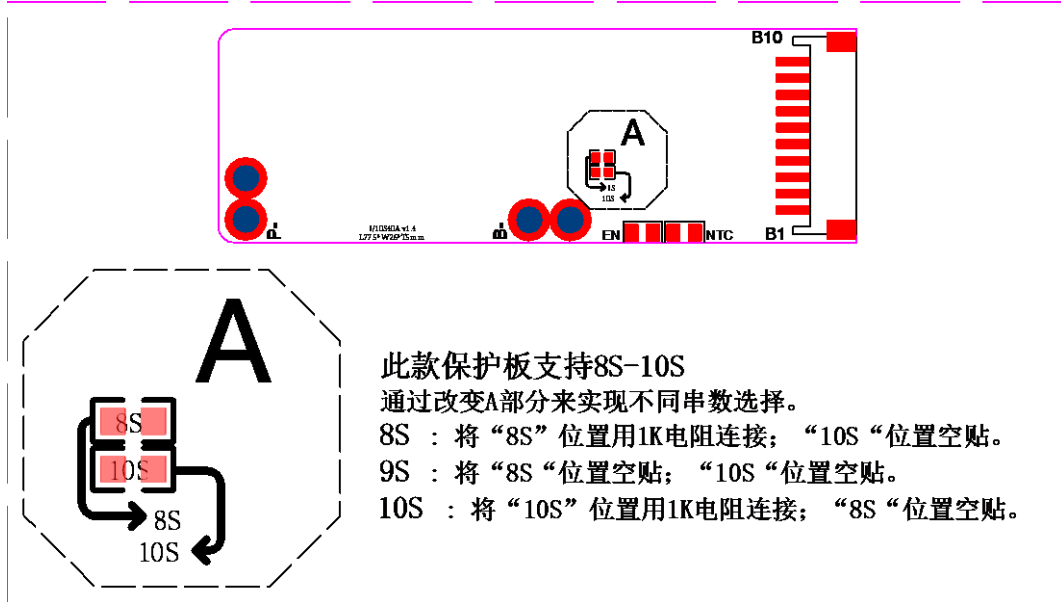 B10
A
8S
10S
P-
B-
EN
NTC
B1
L77.5*W26*T5mm
A
8S
10S
8S
10S
此款保护板支持8S-10S
通过改变A部分来实现不同串数选择。
8S : 将“8S”位置用1K电阻连接; “10S“位置空贴。
9S : 将“8S“位置空贴; “10S“位置空贴。
10S : 将“10S”位置用1K电阻连接; “8S“位置空贴。